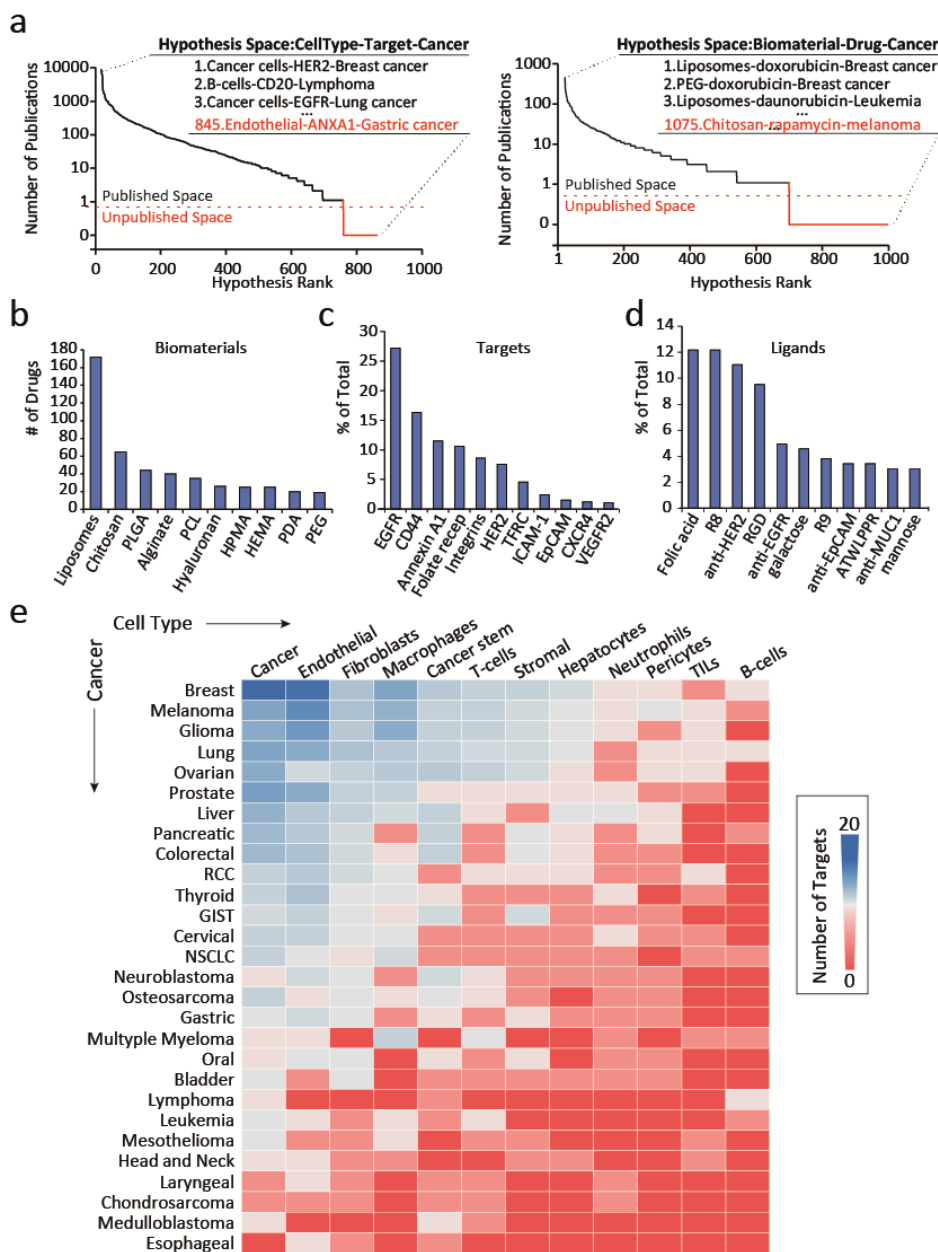 a
Hypothesis Space:CellType-Target-Cancer
1.Cancer cells-HER2-Breast cancer
2.B-cells-CD20-Lymphoma
3.Cancer cells-EGFR-Lung cancer
...
845.Endothelial-ANXA1-Gastric cancer
Number of Publications
10000
1000
100
10
1
0
Published Space
Unpublished Space
0 200 400 600 800 1000
Hypothesis Rank
Hypothesis Space:Biomaterial-Drug-Cancer
1.Liposomes-doxorubicin-Breast cancer
2.PEG-doxorubicin-Breast cancer
3.Liposomes-daunorubicin-Leukemia
...
1075.Chitosan-rapamycin-melanoma
...
Number of Publications
1000
100
10
1
0
Published Space
Unpublished Space
1 200 400 600 800 1000
Hypothesis Rank
b
Biomaterials
# of Drugs
180
160
140
120
100
80
60
40
20
0
Liposomes
Chitosan
PLGA
Alginate
PCL
Hyaluronan
HPMA
HEMA
PDA
PEG
c
Targets
% of Total
30
25
20
15
10
5
0
EGFR
CD44
Annexin A1
Folate recep
Integrins
HER2
TFRC
ICAM1-1
EpCAM
CXCR4
VEGFR2
d
Ligands
% of Total
14
12
10
8
6
4
2
0
Folic acid
R8
anti-HER2
RGD
anti-EGFR
galactose
R9
anti-EpCAM
ATWLPPR
anti-MUC1
mannose
e
Cell Type
Cancer
Cancer
Endothelial
Fibroblasts
Macrophages
Cancer stem
T-cells
Stromal
Hepatocytes
Neutrophils
Pericytes
TILs
B-cells
Breast
Melanoma
Glioma
Lung
Ovarian
Prostate
Liver
Pancreatic
Colorectal
RCC
Thyroid
GIST
Cervical
NSCLC
Neuroblastoma
Osteosarcoma
Gastric
Multyple Myeloma
Oral
Bladder
Lymphoma
Leukemia
Mesothelioma
Head and Neck
Laryngeal
Chondrosarcoma
Medulloblastoma
Esophageal
Number of Targets
20
0